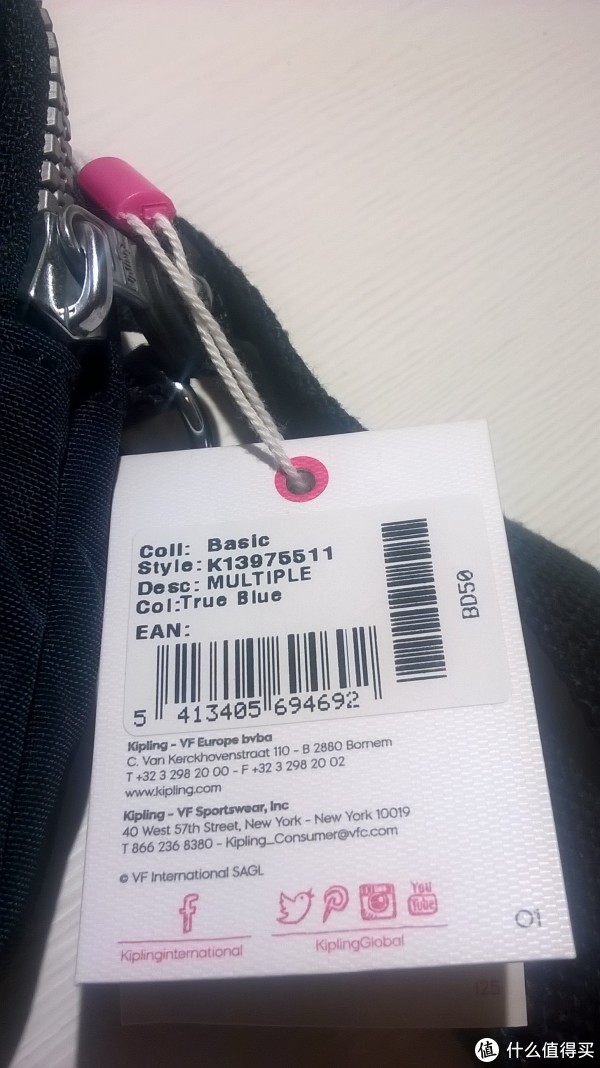 Coll: Basic
Style: K13975511
Desc: MULTIPLE
Col:True Blue
EAN:
5 413405 694692
BD50
Kipling - VF Europe bvba
C. Van Kerckhovenstraat 110 - B 2880 Bornem
T +32 3 298 20 00 - F +32 3 298 20 02
www.kipling.com
Kipling - VF Sportswear, Inc
40 West 57th Street, New York - New York 10019
T 866 236 8380 - Kipling_Consumer@vfc.com
© VF International SAGL
f
You
Tube
Kiplinginternational
KiplingGlobal
01
125
值 什么值得买